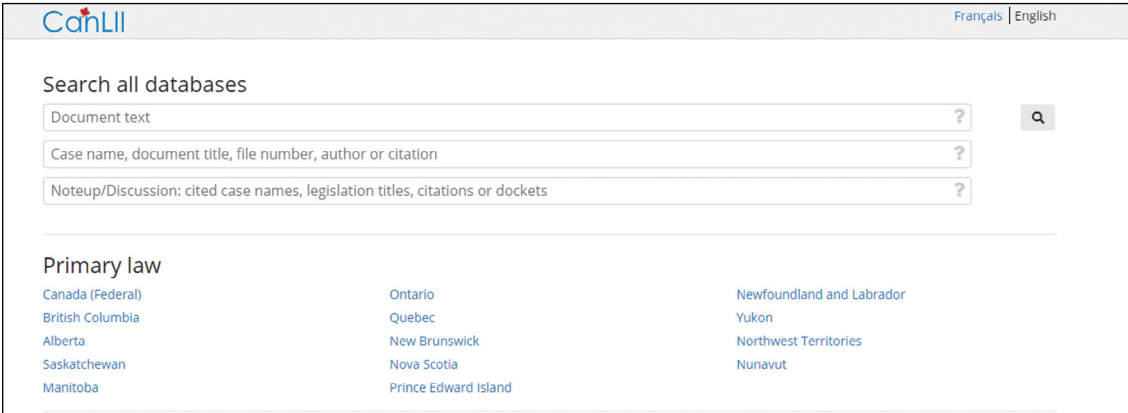 CanLII
Français | English
Search all databases
Document text ?
Case name, document title, file number, author or citation ?
Noteup/Discussion: cited case names, legislation titles, citations or dockets ?
Primary law
Canada (Federal) Ontario Newfoundland and Labrador
British Columbia Quebec Yukon
Alberta New Brunswick Northwest Territories
Saskatchewan Nova Scotia Nunavut
Manitoba Prince Edward Island